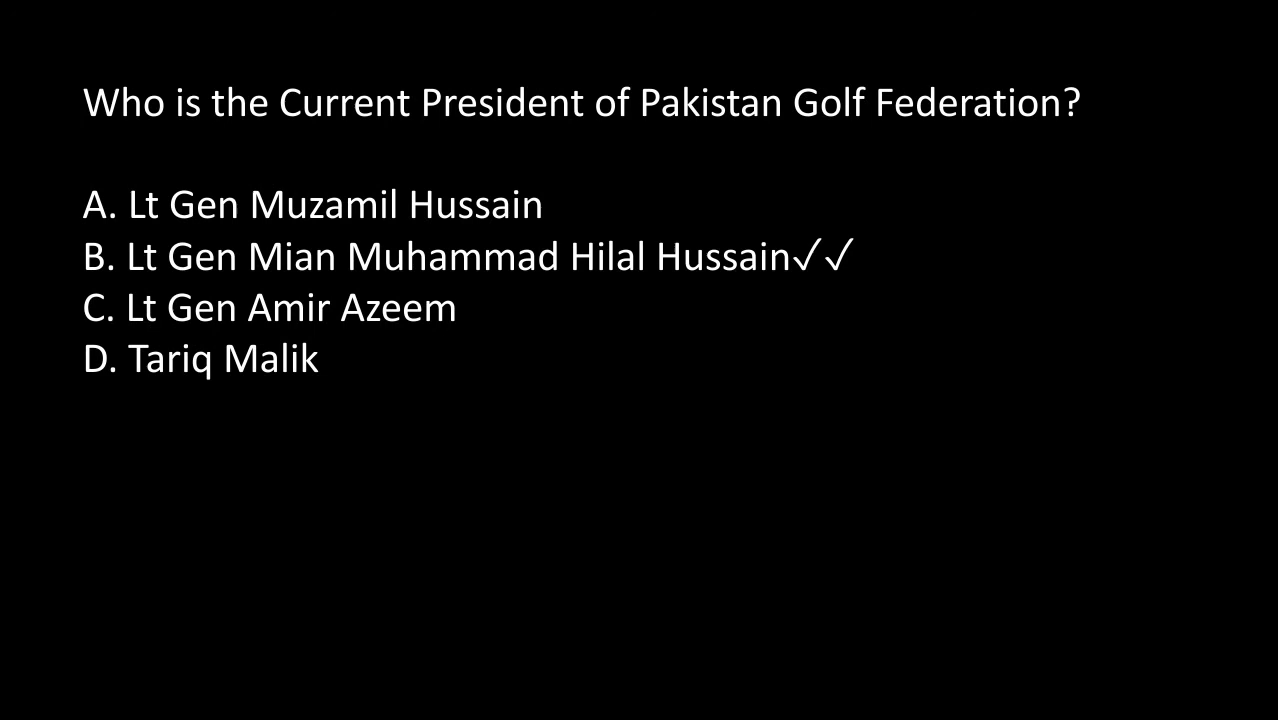 Who is the Current President of Pakistan Golf Federation?
A. Lt Gen Muzamil Hussain
B. Lt Gen Mian Muhammad Hilal Hussain✓✓
C. Lt Gen Amir Azeem
D. Tariq Malik